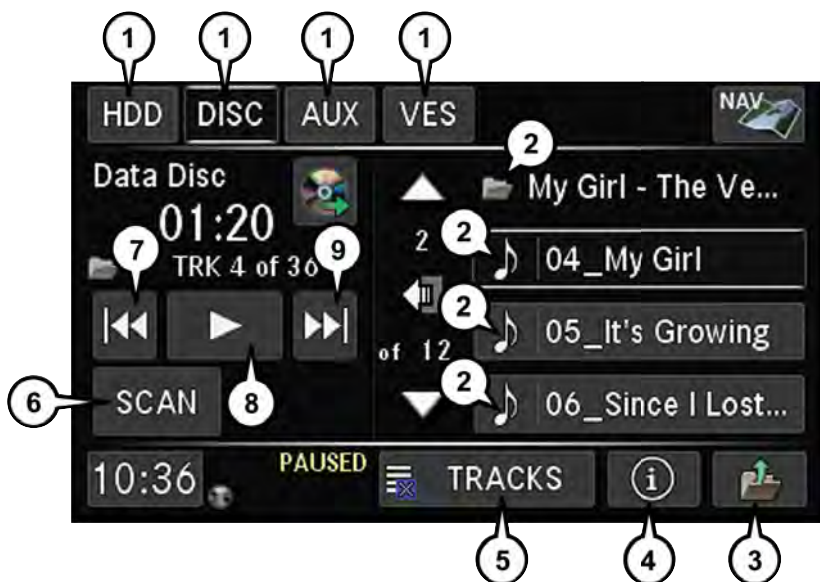 1 1 1 1
HDD DISC AUX VES NAV
2
Data Disc
My Girl - The Ve...
01:20
7 9
2 2
TRK 4 of 36
04_My Girl
2
of 12
05_It's Growing
2
6 SCAN 8
06_Since I Lost...
10:36 PAUSED TRACKS i
5 4 3